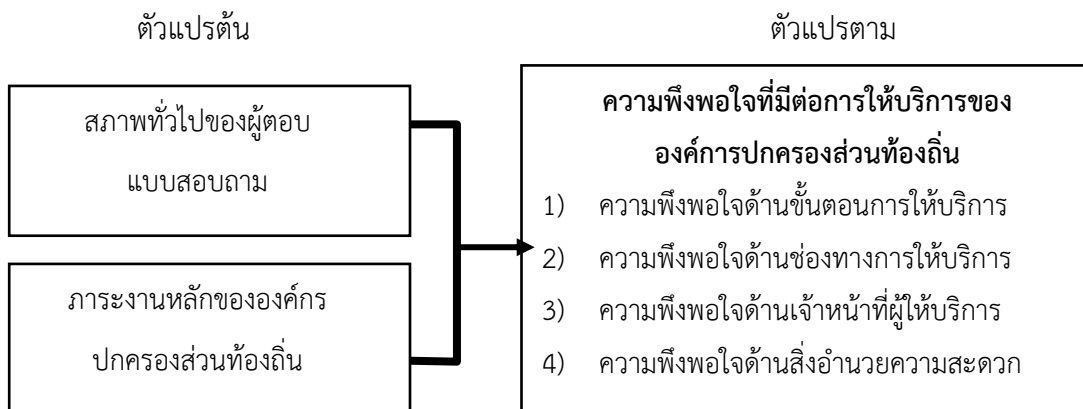 ตัวแปรต้น
ตัวแปรตาม
สภาพทั่วไปของผู้ตอบ
แบบสอบถาม
ภาระงานหลักขององค์กร
ปกครองส่วนท้องถิ่น
ความพึงพอใจที่มีต่อการให้บริการของ
องค์การปกครองส่วนท้องถิ่น
1) ความพึงพอใจด้านขั้นตอนการให้บริการ
2) ความพึงพอใจด้านช่องทางการให้บริการ
3) ความพึงพอใจด้านเจ้าหน้าที่ผู้ให้บริการ
4) ความพึงพอใจด้านสิ่งอำนวยความสะดวก